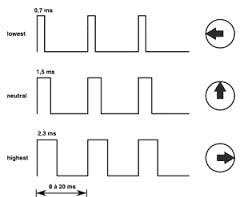 0,7 ms
lowest
1,5 ms
neutral
2,3 ms
highest
8 à 20 ms